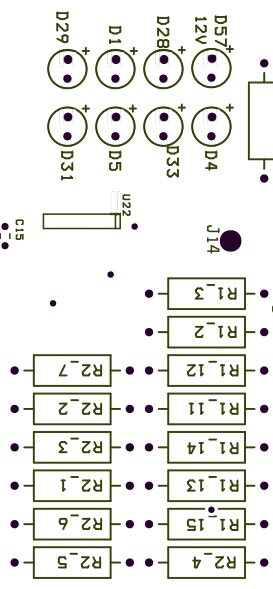 D29
D1
D28
D57
12V
D31
D5
D33
D4
U22
C15
J14
R1_3
R1_2
R2_7
R1_12
R2_2
R1_11
R2_3
R1_14
R2_1
R1_13
R2_6
R1_15
R2_5
R2_4